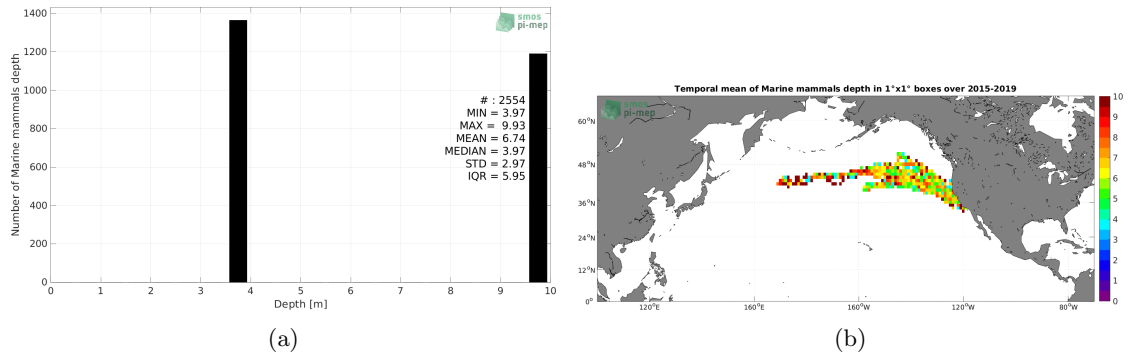 1400
1200
1000
800
600
400
200
0
Number of Marine mammals depth
smos
pi-mep
# : 2554
MIN = 3.97
MAX = 9.93
MEAN = 6.74
MEDIAN = 3.97
STD = 2.97
IQR = 5.95
0 1 2 3 4 5 6 7 8 9 10
Depth [m]
(a)
Temporal mean of Marine mammals depth in 1°x1° boxes over 2015-2019
smos
pi-mep
60°N
48°N
36°N
24°N
12°N
0°
120°E 160°E 160°W 120°W 80°W
10
9
8
7
6
5
4
3
2
1
0
(b)